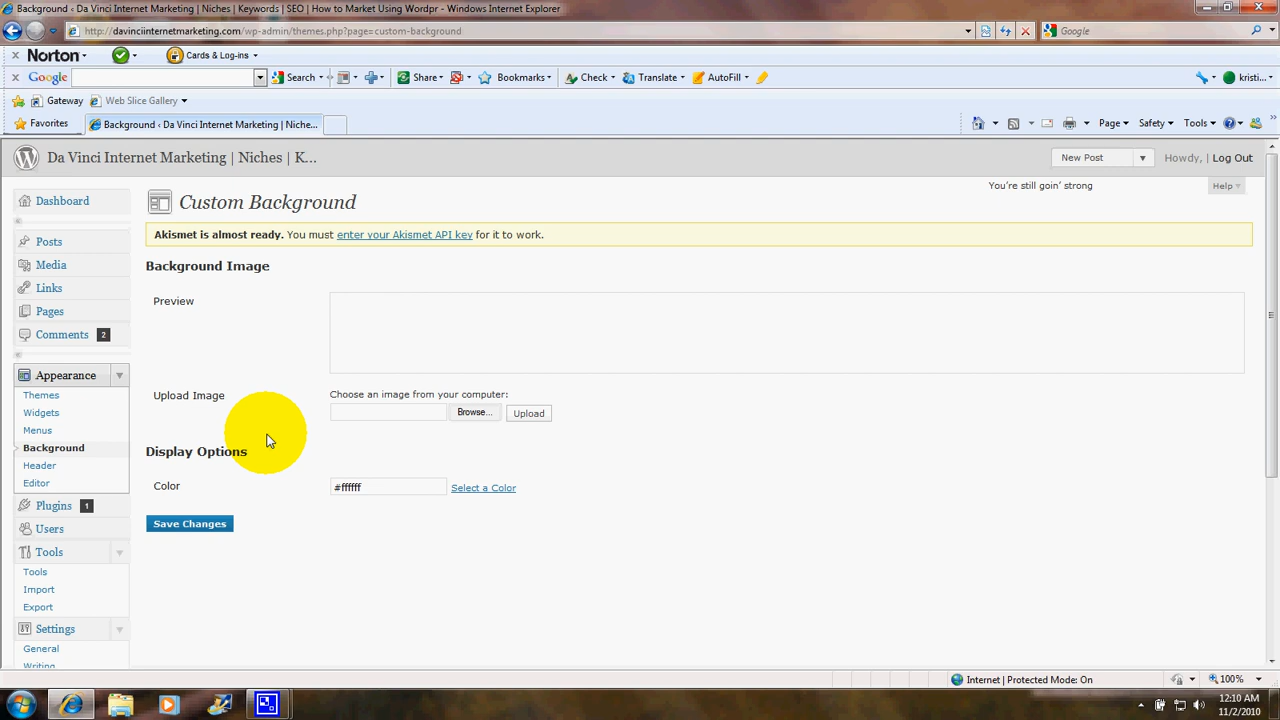 Background ‹ Da Vinci Internet Marketing | Niches | Keywords | SEO | How to Market Using Wordpr - Windows Internet Explorer
http://davinciinternetmarketing.com/wp-admin/themes.php?page=custom-background
Google
Norton
Cards & Log-ins
Google
Search
Share
Bookmarks
Check
Translate
AutoFill
kristi...
Gateway
Web Slice Gallery
Favorites
Background ‹ Da Vinci Internet Marketing | Niche...
Page
Safety
Tools
Da Vinci Internet Marketing | Niches | K...
New Post
Howdy, | Log Out
You're still goin' strong
Help
Dashboard
Posts
Media
Links
Pages
Comments 2
Appearance
Themes
Widgets
Menus
Background
Header
Editor
Plugins 1
Users
Tools
Tools
Import
Export
Settings
General
Writing
Custom Background
Akismet is almost ready. You must enter your Akismet API key for it to work.
Background Image
Preview
Upload Image
Choose an image from your computer:
Browse...
Upload
Display Options
Color
#ffffff
Select a Color
Save Changes
Internet | Protected Mode: On
100%
12:10 AM
11/2/2010